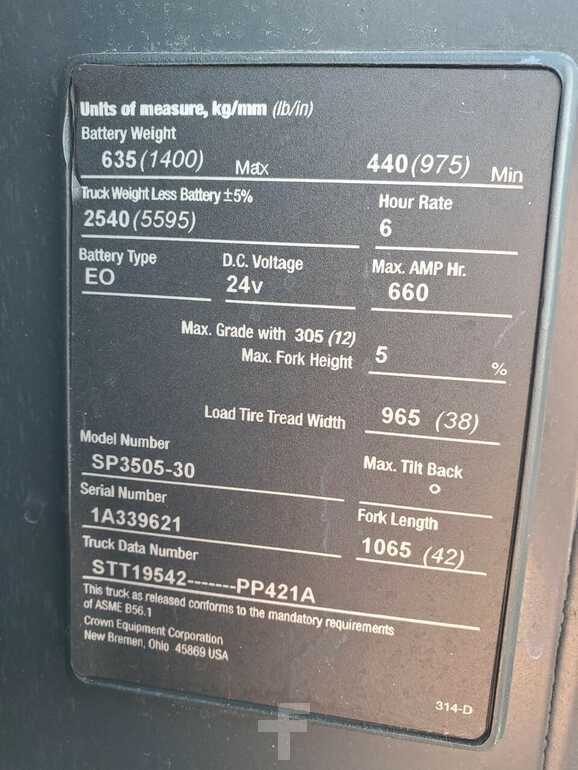 Units of measure, kg/mm (lb/in)
Battery Weight
635 (1400) Max 440 (975) Min
Truck Weight Less Battery ±5% Hour Rate
2540 (5595) 6
Battery Type D.C. Voltage Max. AMP Hr.
EO 24v 660
Max. Grade with 305 (12)
Max. Fork Height 5 %
Load Tire Tread Width 965 (38)
Model Number Max. Tilt Back
SP3505-30 °
Serial Number Fork Length
1A339621 1065 (42)
Truck Data Number
STT19542-------PP421A
This truck as released conforms to the mandatory requirements
of ASME B56.1
Crown Equipment Corporation
New Bremen, Ohio 45869 USA
314-D